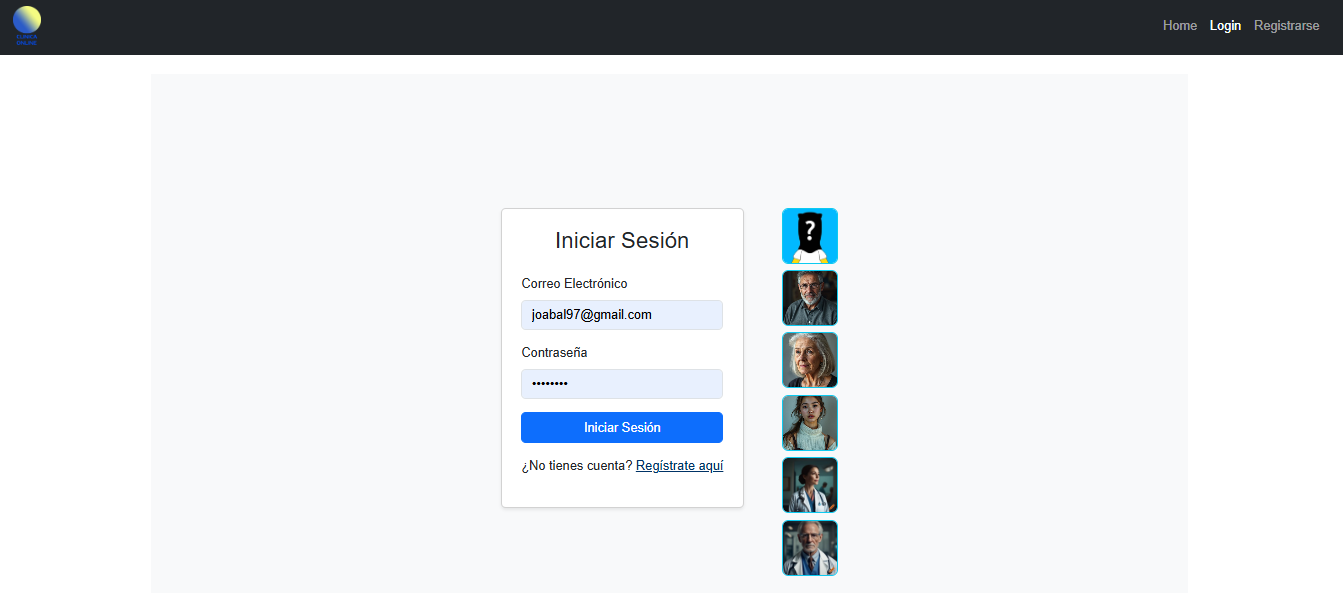 CLINICA
ONLINE
Home Login Registrarse
Iniciar Sesión
Correo Electrónico
joabal97@gmail.com
Contraseña
••••••••
Iniciar Sesión
¿No tienes cuenta? Regístrate aquí
?